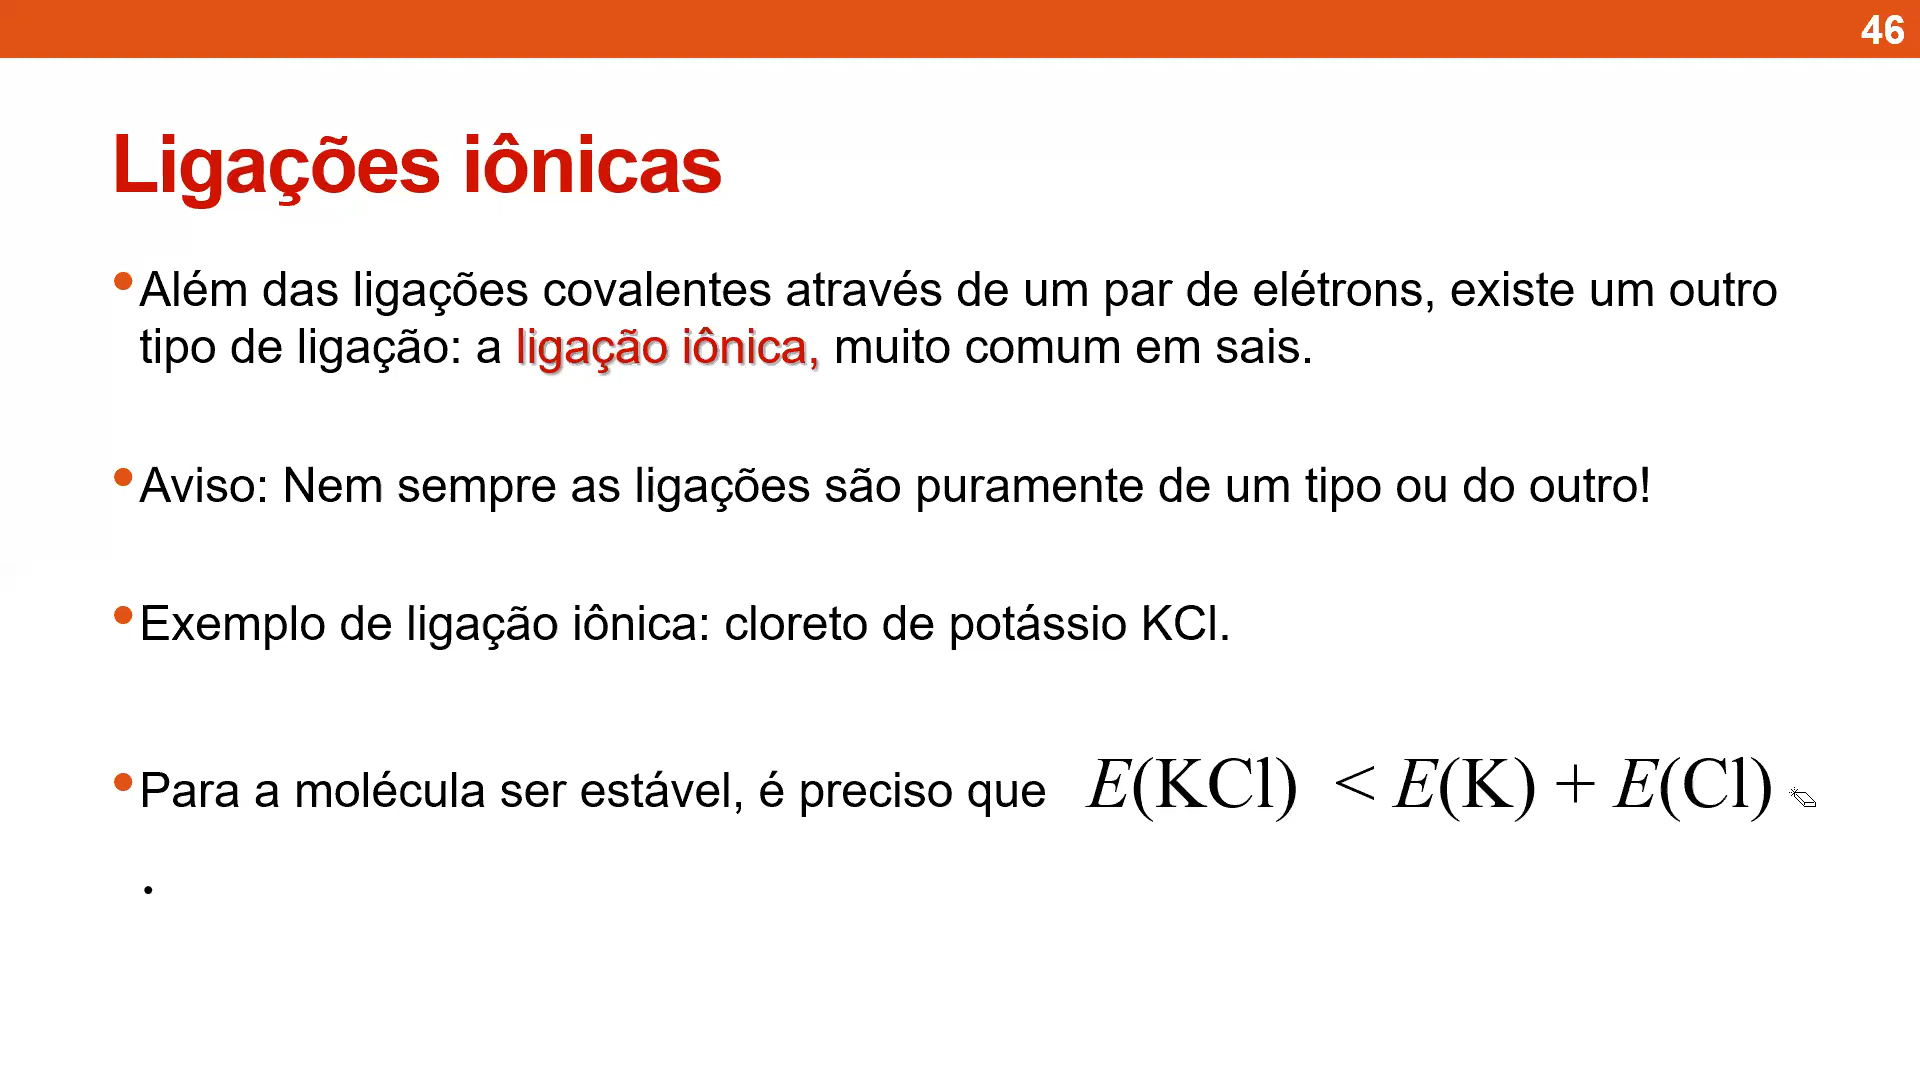 46
Ligações iônicas
•Além das ligações covalentes através de um par de elétrons, existe um outro
tipo de ligação: a ligação iônica, muito comum em sais.
•Aviso: Nem sempre as ligações são puramente de um tipo ou do outro!
•Exemplo de ligação iônica: cloreto de potássio KCl.
•Para a molécula ser estável, é preciso que E(KCl) < E(K) + E(Cl)
.